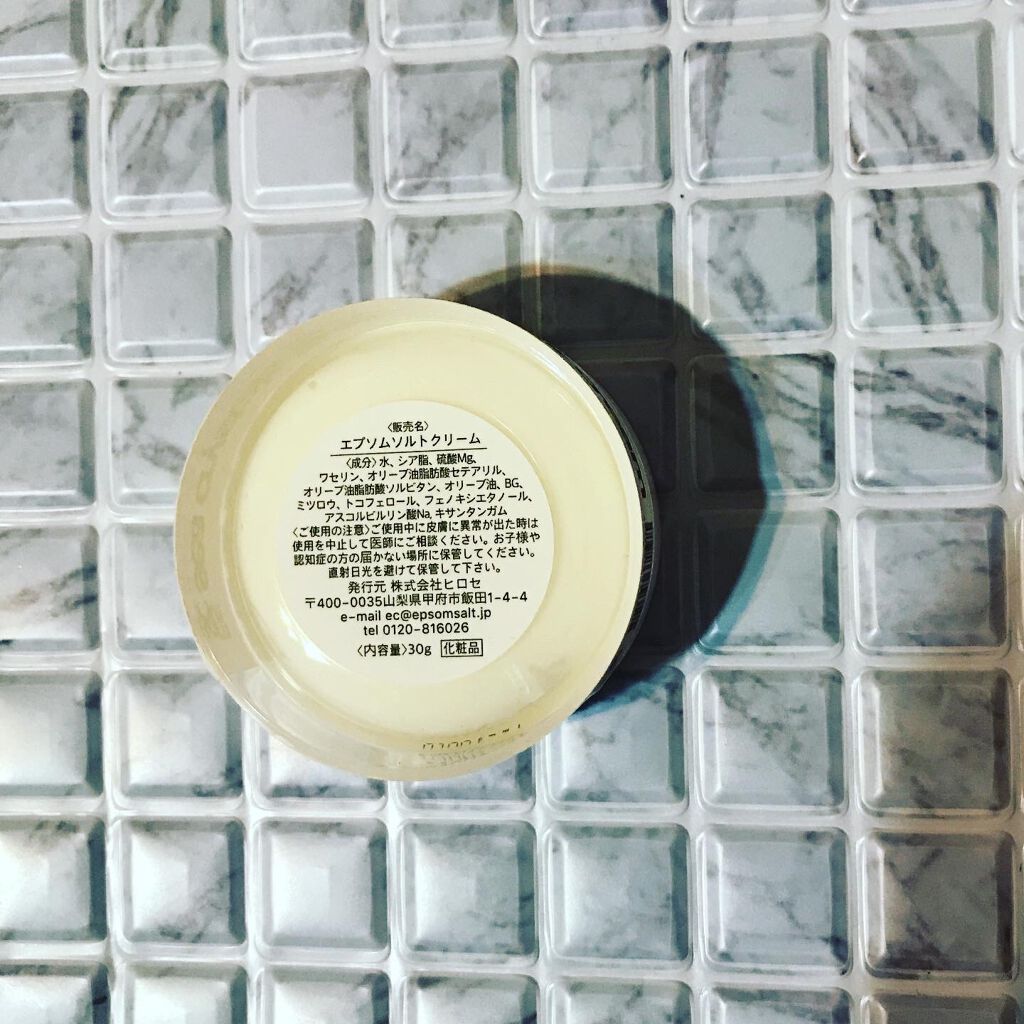 〈販売名〉
エプソムソルトクリーム
〈成分〉水、シア脂、硫酸Mg、
ワセリン、オリーブ油脂肪酸セテアリル、
オリーブ油脂肪酸ソルビタン、オリーブ油、BG、
ミツロウ、トコフェロール、フェノキシエタノール、
アスコルビルリン酸Na、キサンタンガム
〈ご使用の注意〉ご使用中に皮膚に異常が出た時は
使用を中止して医師にご相談ください。お子様や
認知症の方の届かない場所に保管してください。
直射日光を避けて保管して下さい。
発行元 株式会社ヒロセ
〒400-0035山梨県甲府市飯田1-4-4
e-mail ec@epsomsalt.jp
tel 0120-816026
〈内容量〉30g 化粧品